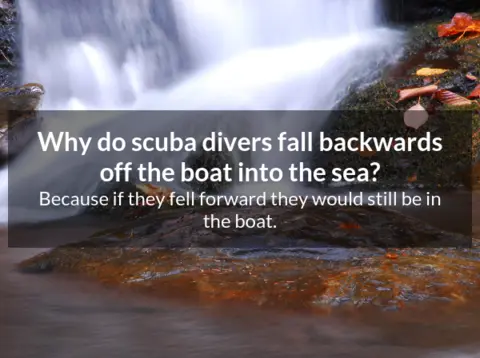 Why do scuba divers fall backwards
off the boat into the sea?
Because if they fell forward they would still be in
the boat.